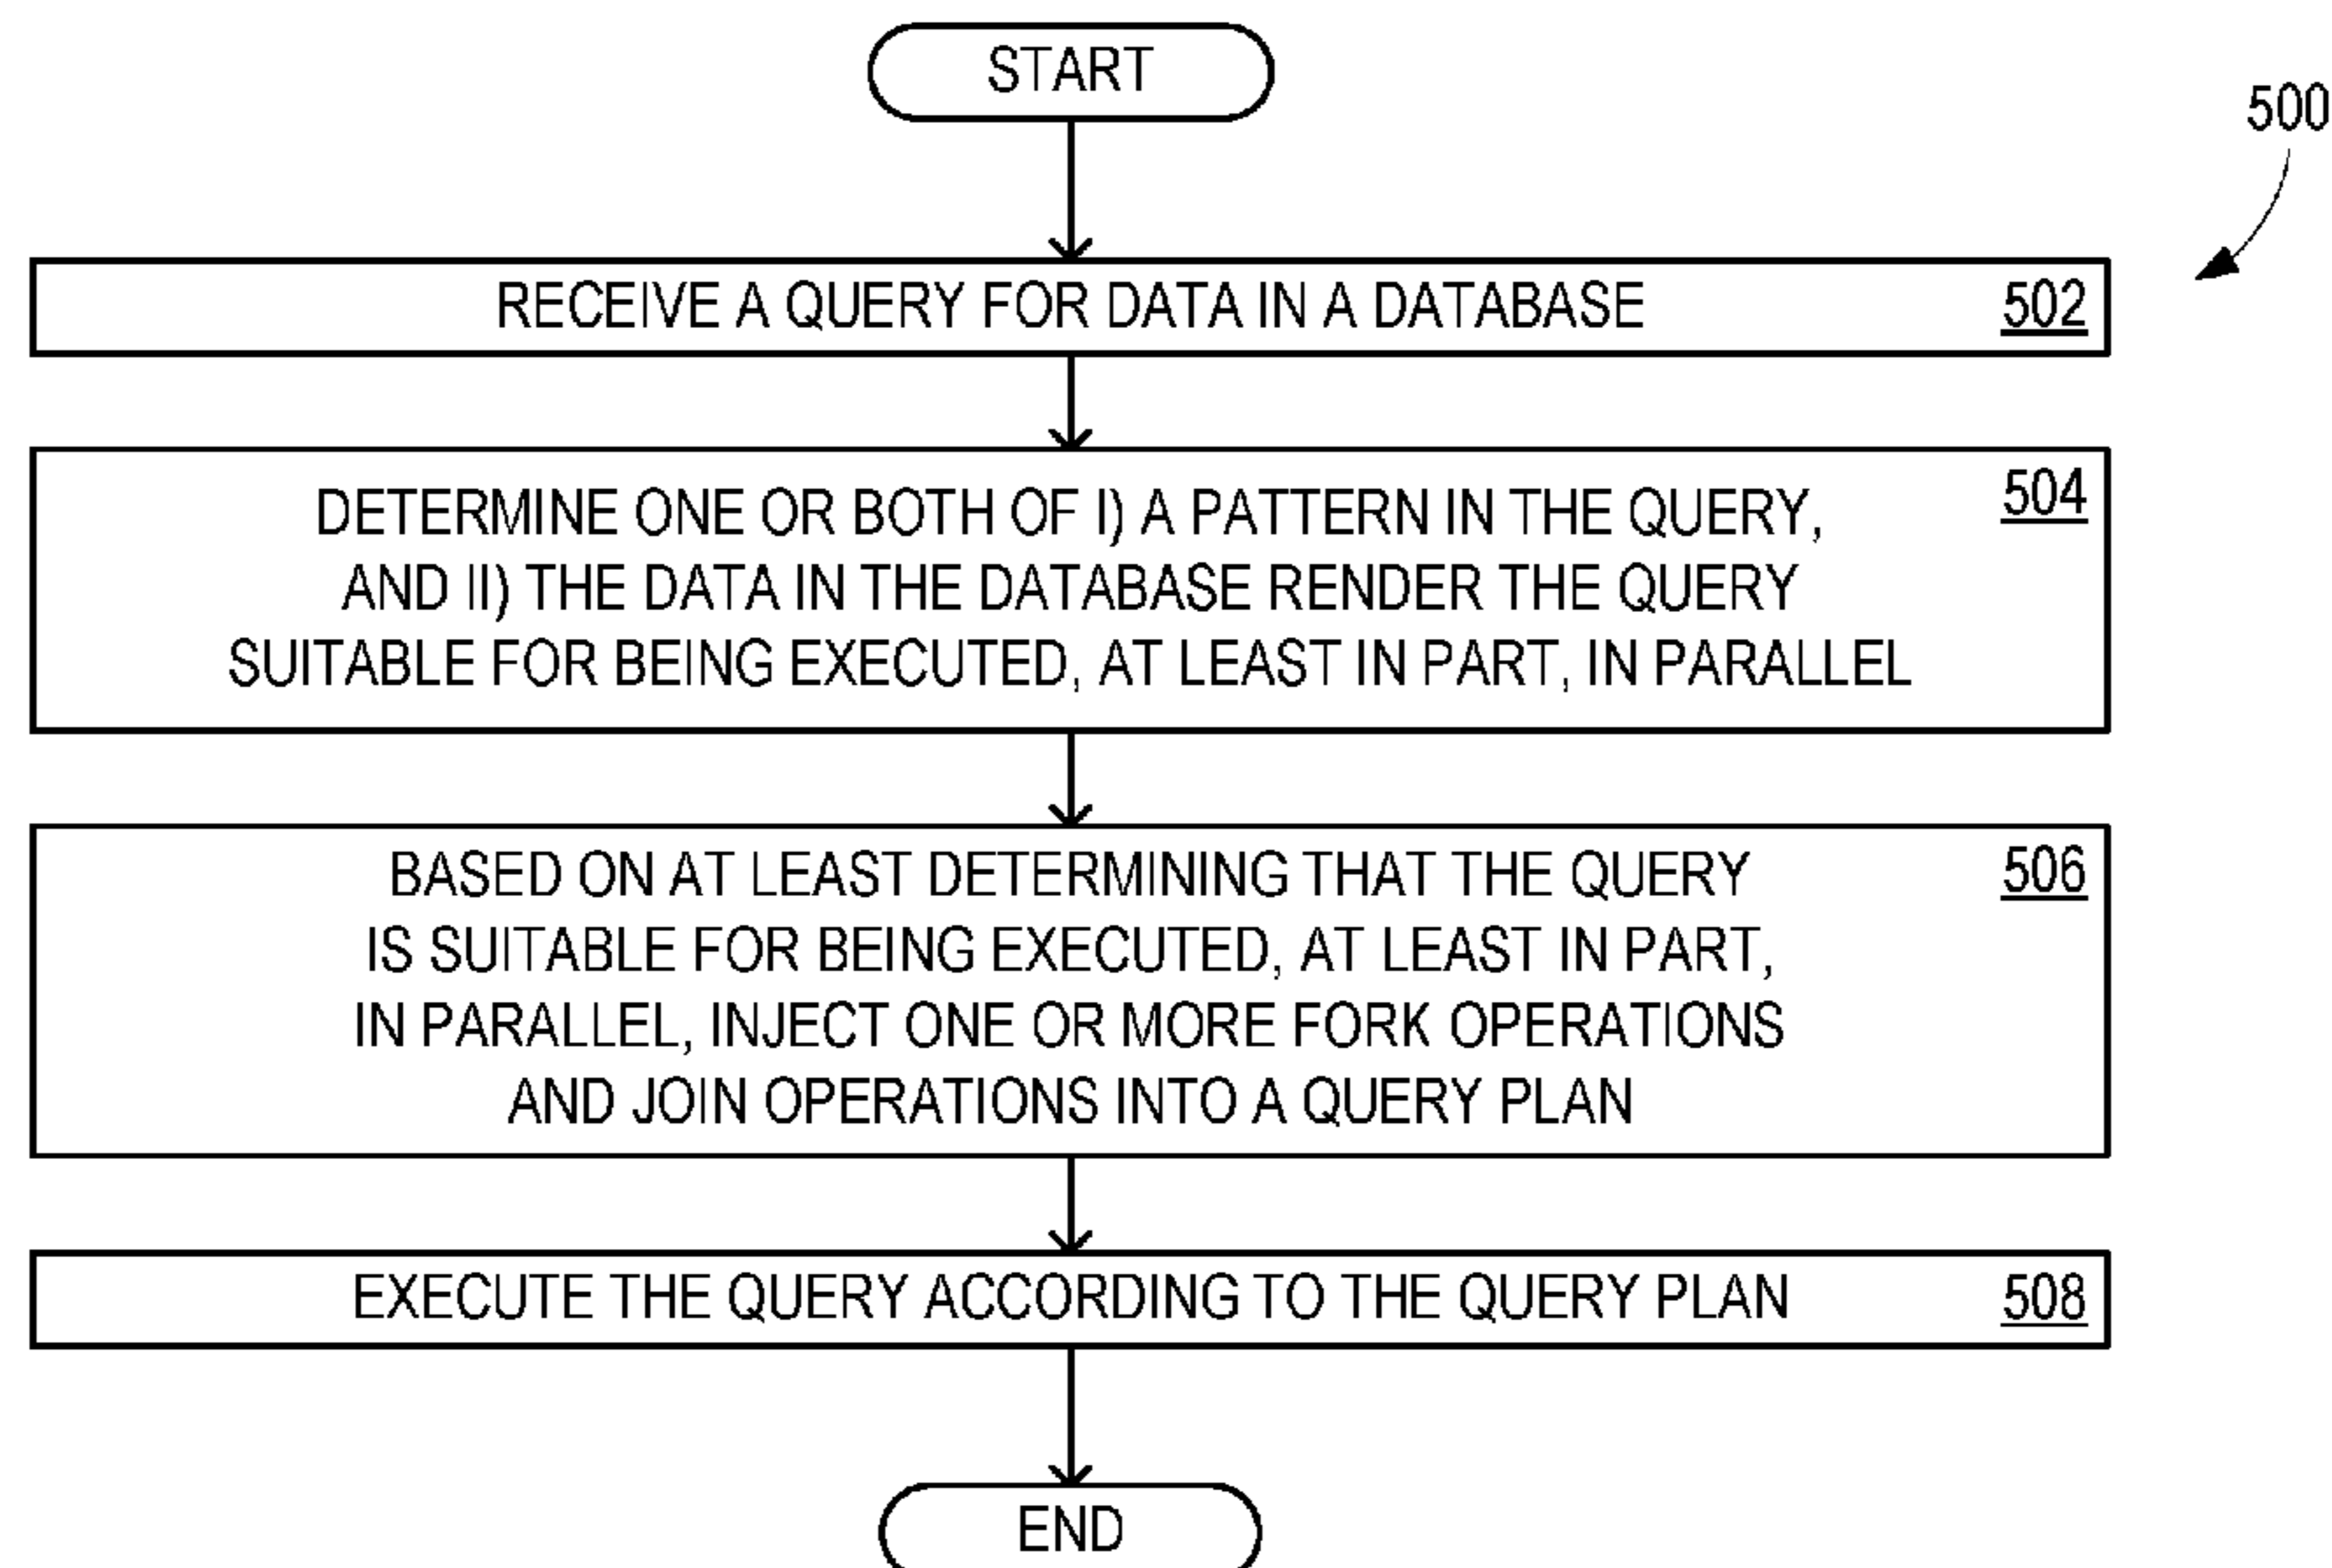 START
500
RECEIVE A QUERY FOR DATA IN A DATABASE 502
DETERMINE ONE OR BOTH OF I) A PATTERN IN THE QUERY, 504
AND II) THE DATA IN THE DATABASE RENDER THE QUERY
SUITABLE FOR BEING EXECUTED, AT LEAST IN PART, IN PARALLEL
BASED ON AT LEAST DETERMINING THAT THE QUERY 506
IS SUITABLE FOR BEING EXECUTED, AT LEAST IN PART,
IN PARALLEL, INJECT ONE OR MORE FORK OPERATIONS
AND JOIN OPERATIONS INTO A QUERY PLAN
EXECUTE THE QUERY ACCORDING TO THE QUERY PLAN 508
END